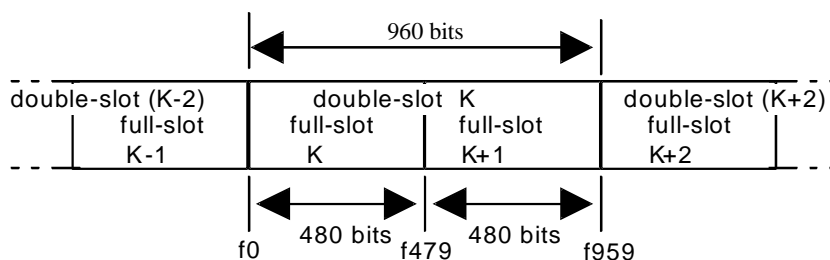 960 bits
double-slot (K-2) double-slot K double-slot (K+2)
full-slot full-slot full-slot full-slot
K-1 K K+1 K+2
480 bits 480 bits
f0 f479 f959